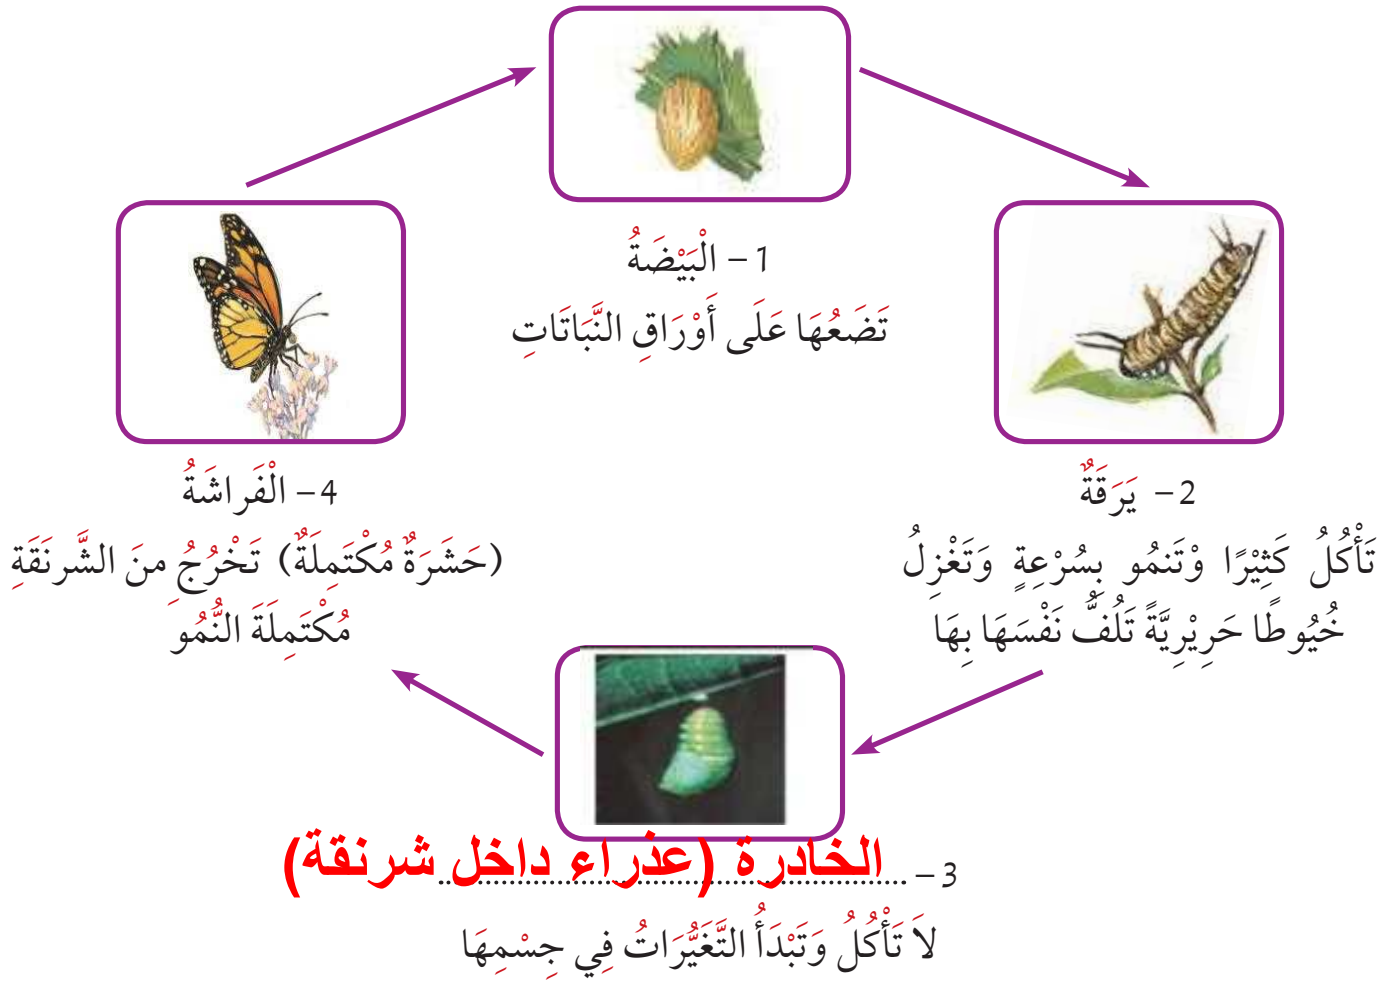 1 – الْبَيْضَةُ
تَضَعُهَا عَلَى أَوْرَاقِ النَّبَاتَاتِ
2 – يَرَقَةٌ
تَأْكُلُ كَثِيْرًا وْتَنمُو بِسُرْعِةٍ وَتَغْزِلُ
خُيُوطًا حَرِيْرِيَّةً تَلُفُّ نَفْسَهَا بِهَا
3 – الخادرة (عذراء داخل شرنقة)
لاَ تَأْكُلُ وَتَبْدَأُ التَّغَيُّرَاتُ فِي جِسْمِهَا
4 – الْفَراشَةُ
(حَشَرَةٌ مُكْتَمِلَةٌ) تَخْرُجُ مِنَ الشَّرنَقَةِ
مُكْتَمِلَةَ النُّمُو